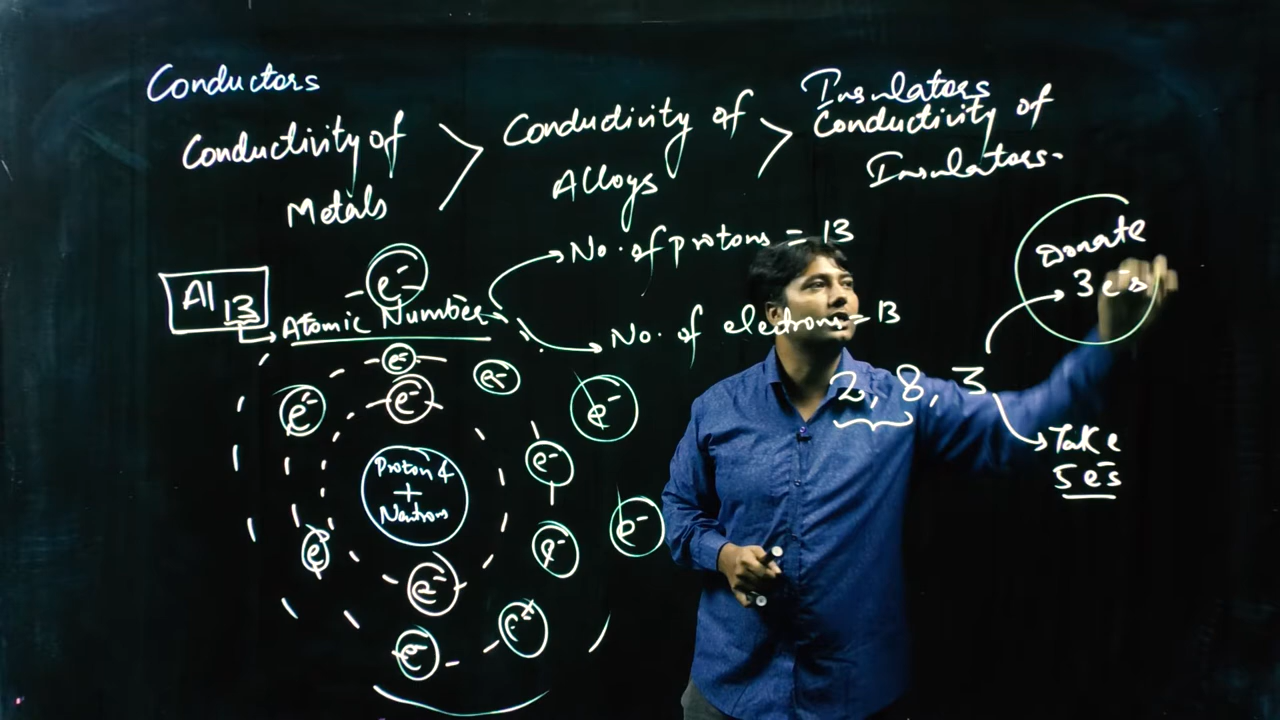 Conductors
Conductivity of
Metals
>
Conductivity of
Alloys
>
Insulators
Conductivity of
Insulators.
Al 13
Atomic Number
No. of protons = 13
No. of electrons = 13
2, 8, 3
Donate
3 e⁻s
Take
5 e⁻s
e⁻
e⁻
e⁻
e⁻
e⁻
e⁻
e⁻
e⁻
e⁻
e⁻
e⁻
e⁻
e⁻
Proton &
+
Neutrons